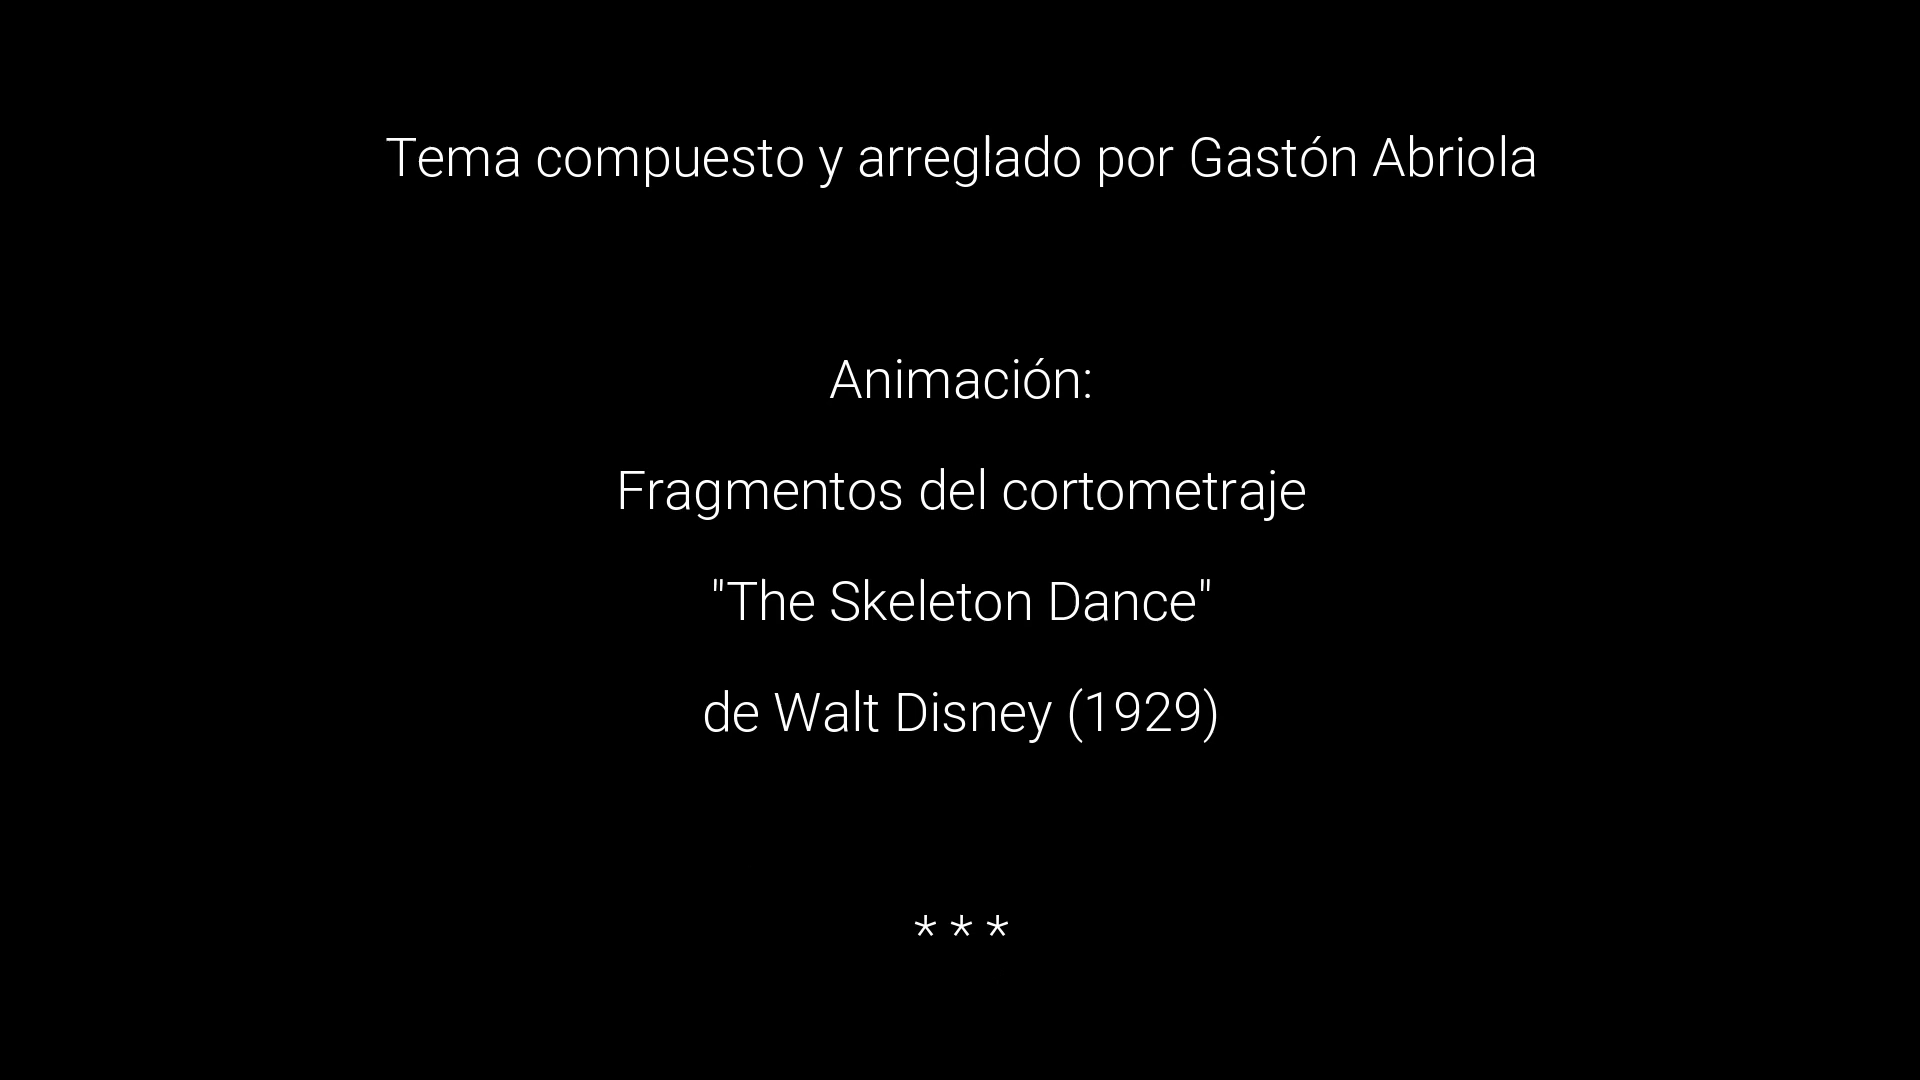 Tema compuesto y arreglado por Gastón Abriola
Animación:
Fragmentos del cortometraje
"The Skeleton Dance"
de Walt Disney (1929)
* * *